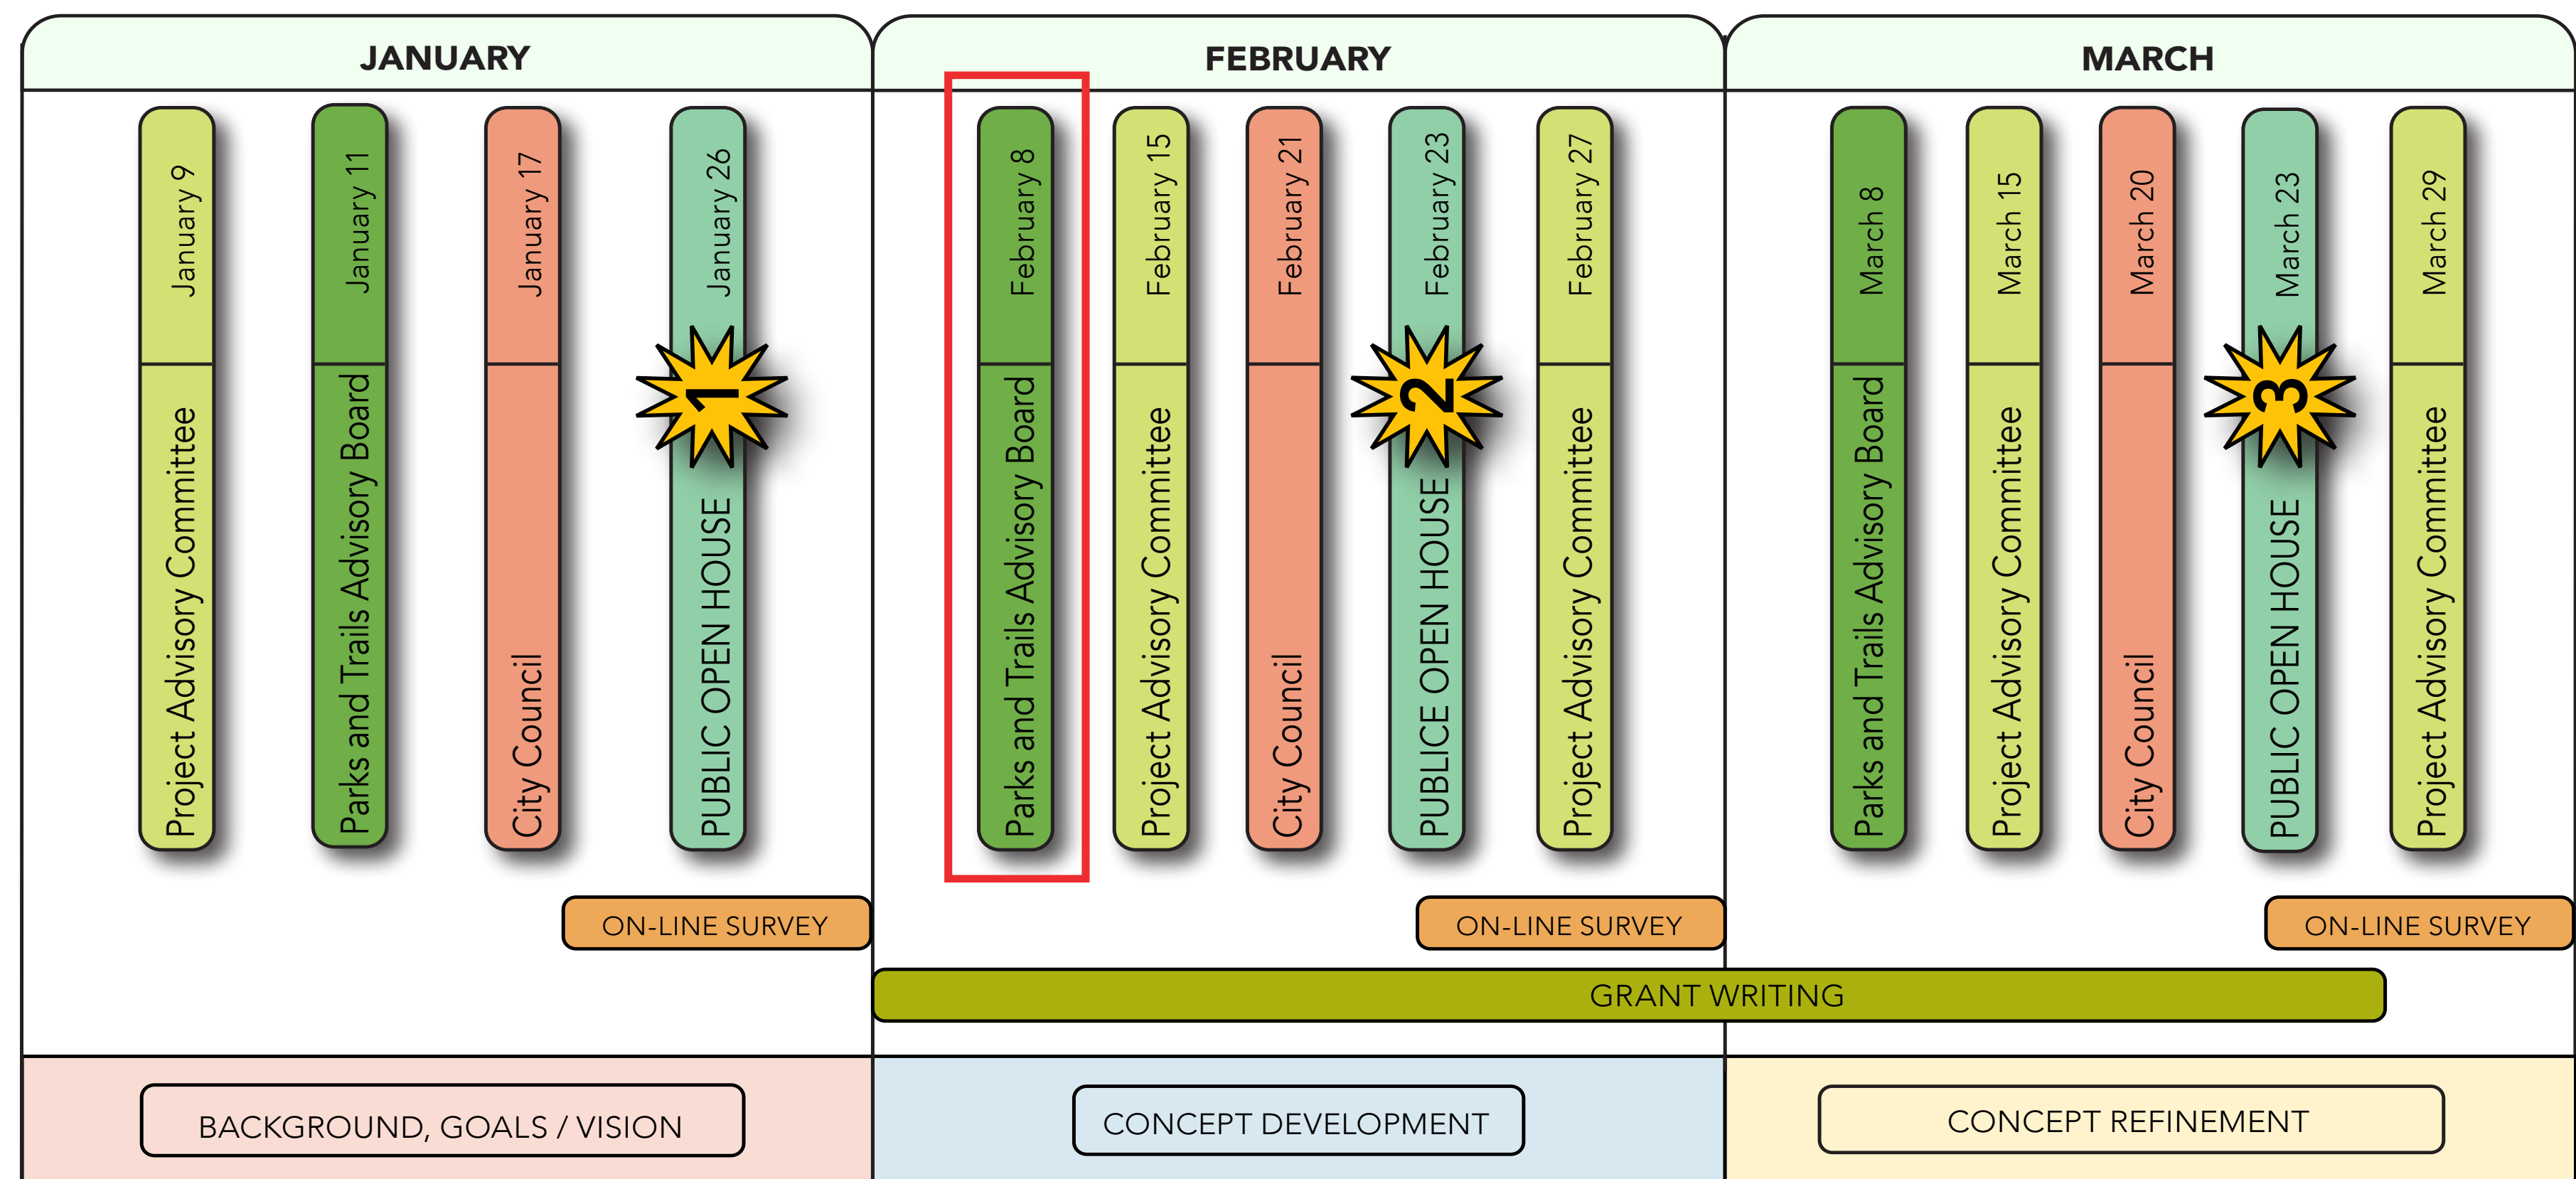 JANUARY
FEBRUARY
MARCH
January 9
Project Advisory Committee
January 11
Parks and Trails Advisory Board
January 17
City Council
January 26
1
PUBLIC OPEN HOUSE
February 8
Parks and Trails Advisory Board
February 15
Project Advisory Committee
February 21
City Council
February 23
2
PUBLICE OPEN HOUSE
February 27
Project Advisory Committee
March 8
Parks and Trails Advisory Board
March 15
Project Advisory Committee
March 20
City Council
March 23
3
PUBLIC OPEN HOUSE
March 29
Project Advisory Committee
ON-LINE SURVEY
ON-LINE SURVEY
ON-LINE SURVEY
GRANT WRITING
BACKGROUND, GOALS / VISION
CONCEPT DEVELOPMENT
CONCEPT REFINEMENT